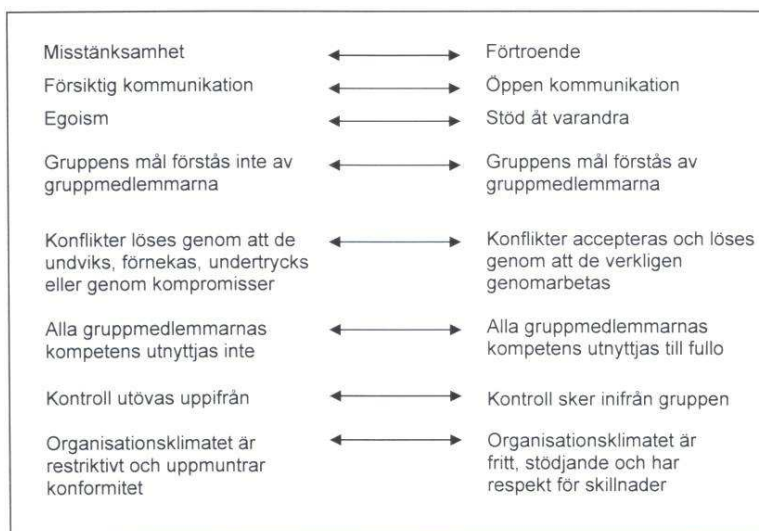 Misstänksamhet Förtroende
Försiktig kommunikation Öppen kommunikation
Egoism Stöd åt varandra
Gruppens mål förstås inte av Gruppens mål förstås av
gruppmedlemmarna gruppmedlemmarna
Konflikter löses genom att de Konflikter accepteras och löses
undviks, förnekas, undertrycks genom att de verkligen
eller genom kompromisser genomarbetas
Alla gruppmedlemmarnas Alla gruppmedlemmarnas
kompetens utnyttjas inte kompetens utnyttjas till fullo
Kontroll utövas uppifrån Kontroll sker inifrån gruppen
Organisationsklimatet är Organisationsklimatet är
restriktivt och uppmuntrar fritt, stödjande och har
konformitet respekt för skillnader